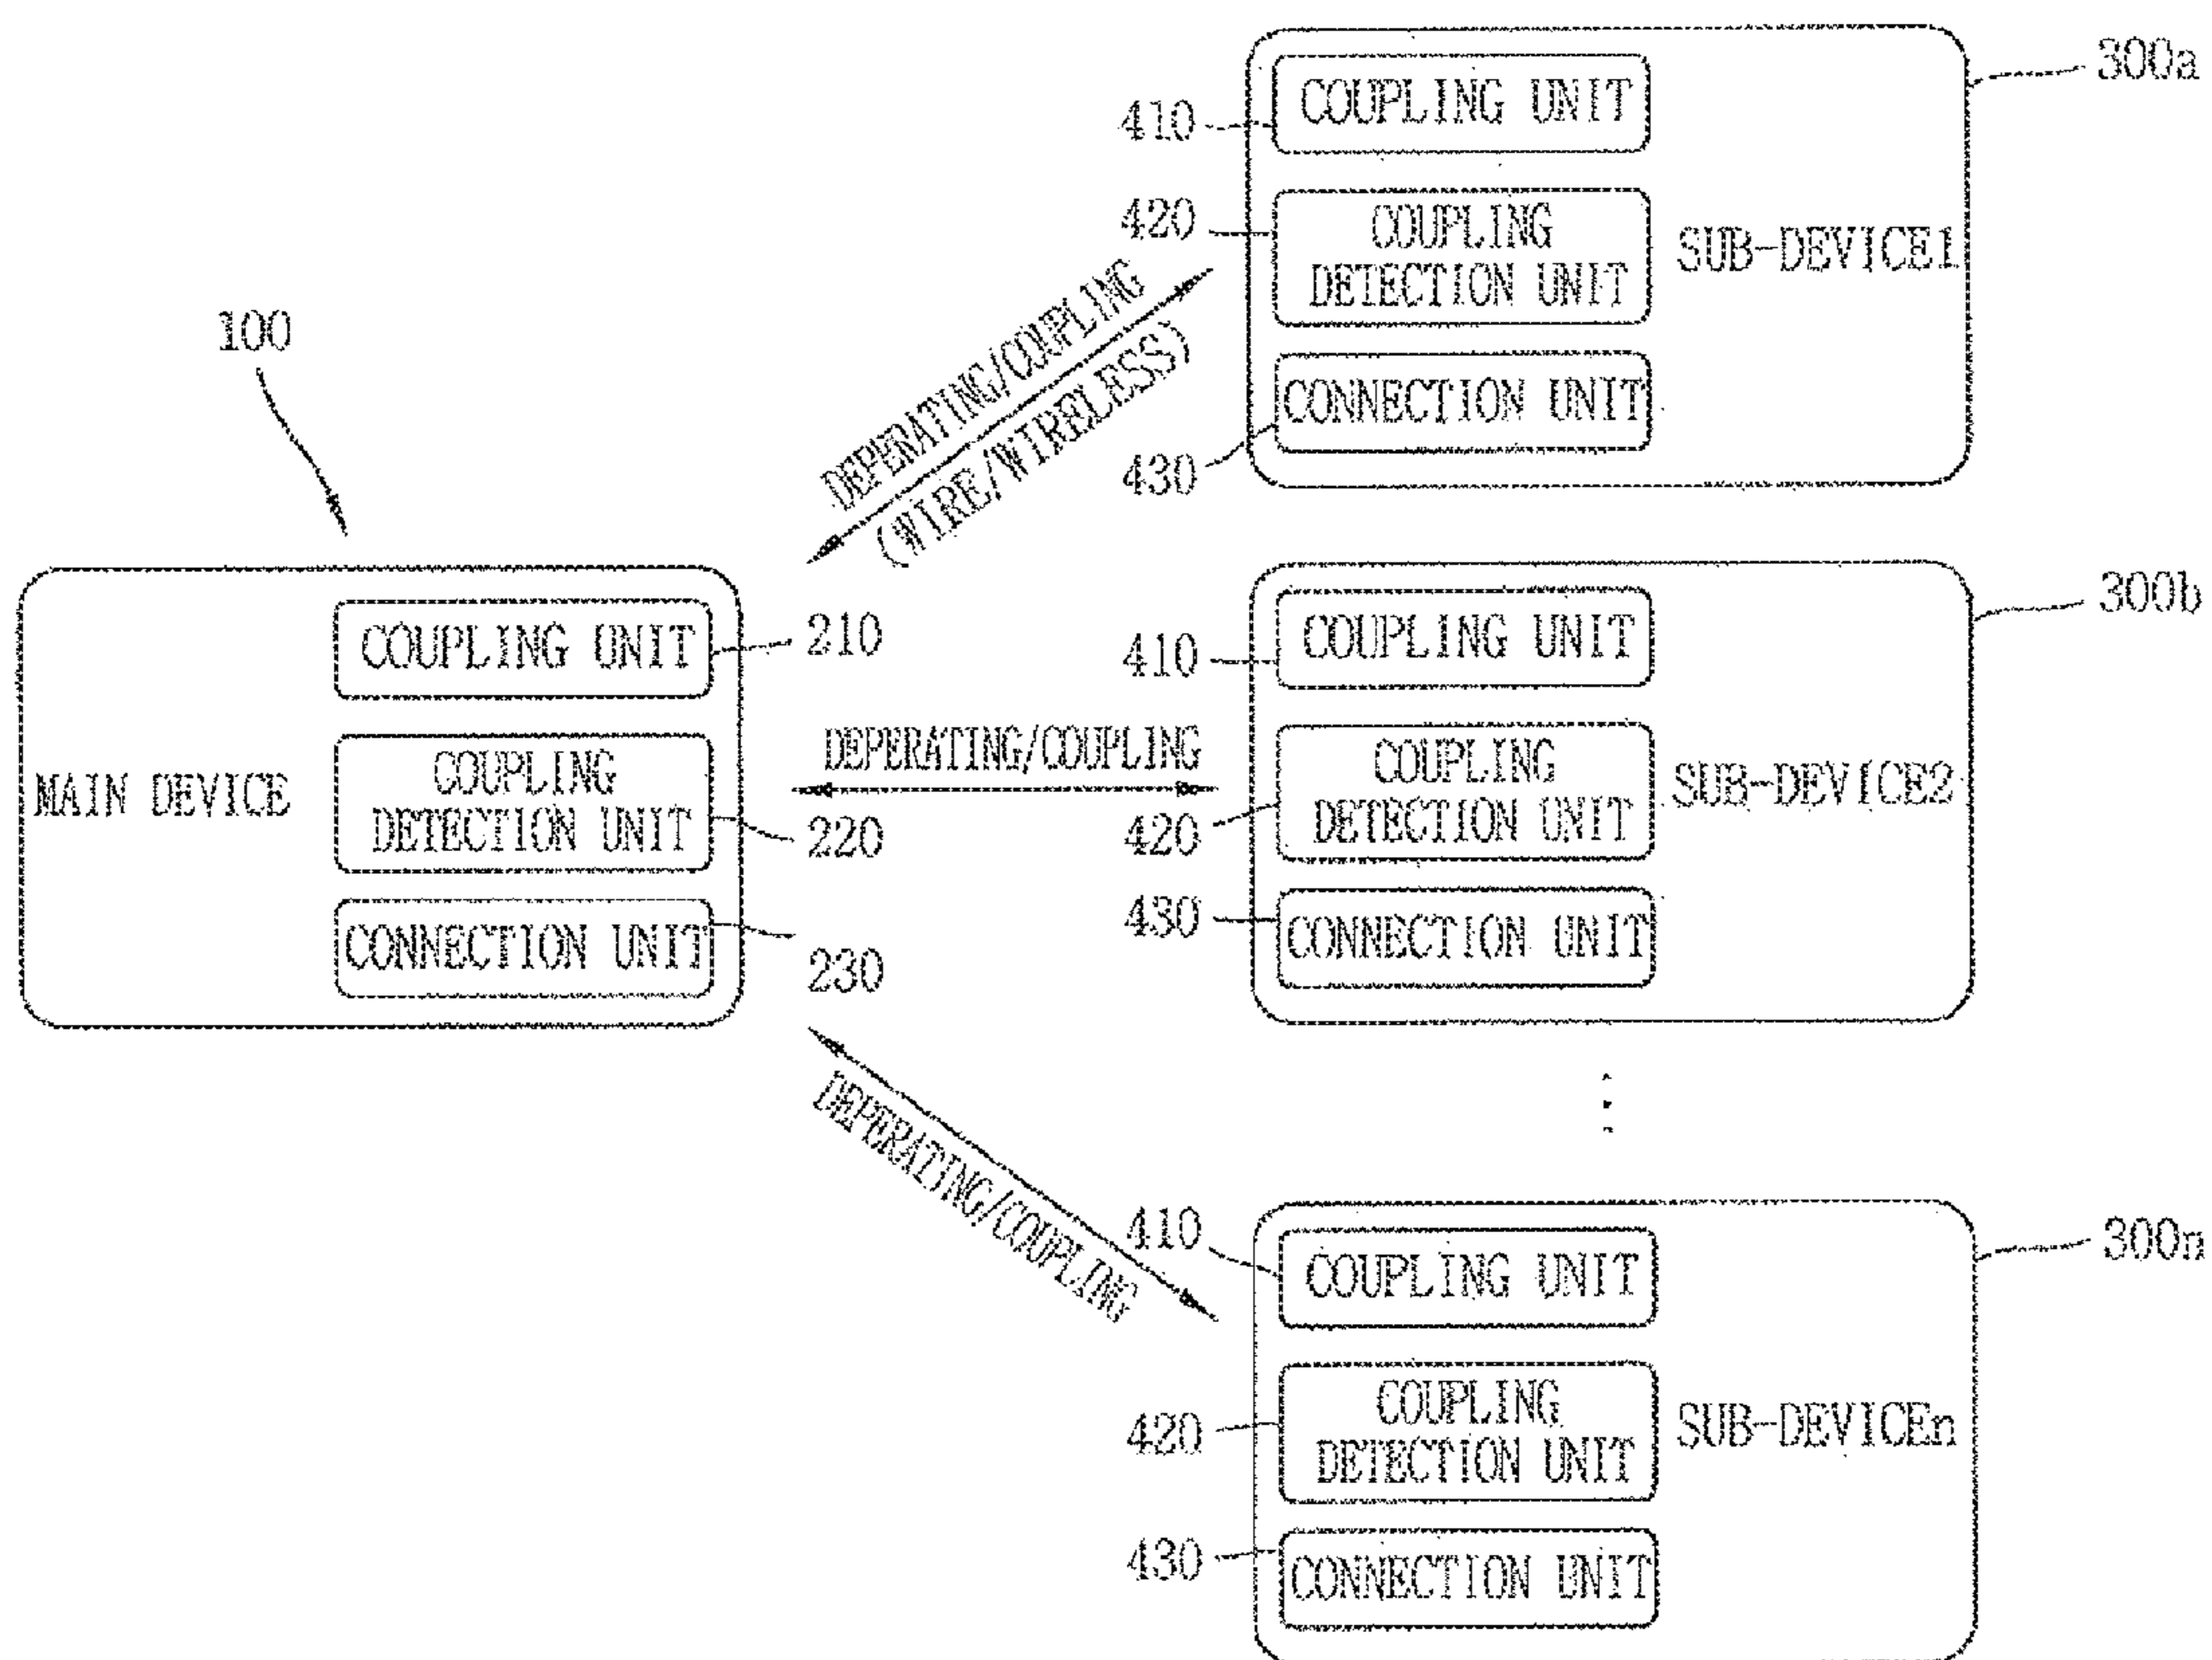 100
MAIN DEVICE
COUPLING UNIT
210
COUPLING
DETECTION UNIT
220
CONNECTION UNIT
230
DEPERATING/COUPLING
(WIRE/WIRELESS)
DEPERATING/COUPLING
DEPERATING/COUPLING
300a
410
COUPLING UNIT
420
COUPLING
DETECTION UNIT
SUB-DEVICE1
CONNECTION UNIT
430
300b
410
COUPLING UNIT
420
COUPLING
DETECTION UNIT
SUB-DEVICE2
430
CONNECTION UNIT
300n
410
COUPLING UNIT
420
COUPLING
DETECTION UNIT
SUB-DEVICEn
430
CONNECTION UNIT